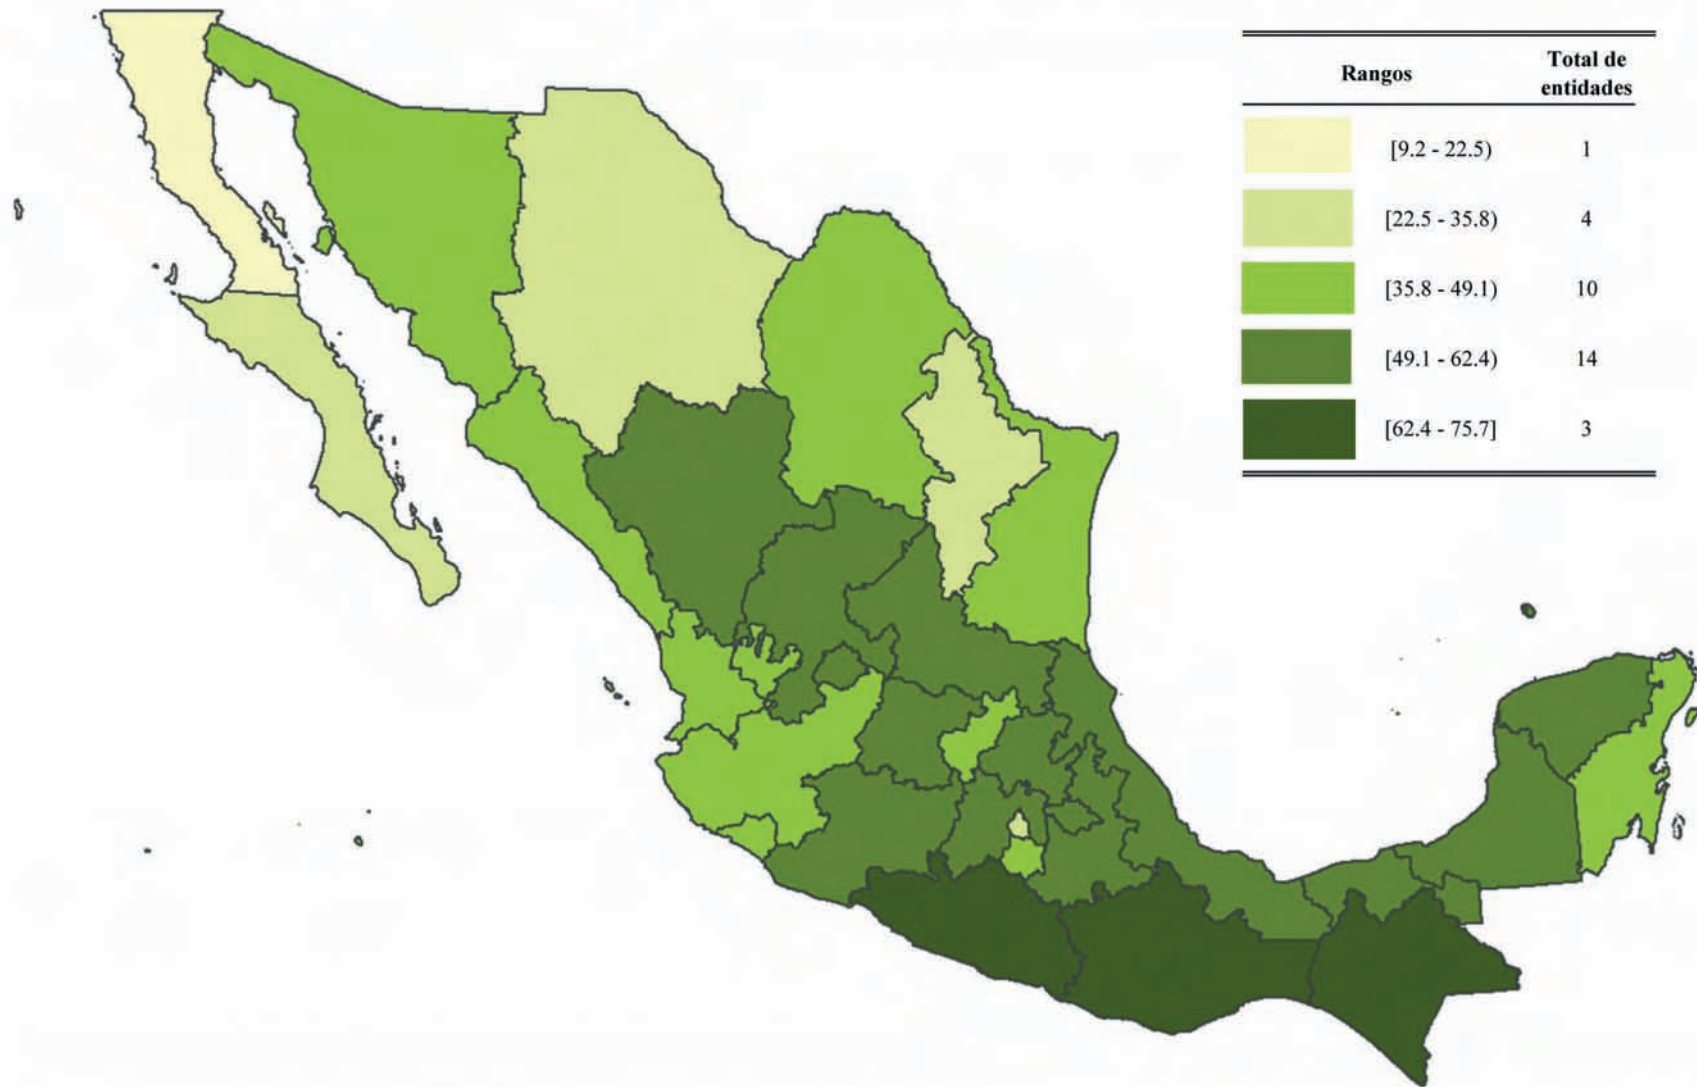 Rangos Total de
entidades
[9.2 - 22.5) 1
[22.5 - 35.8) 4
[35.8 - 49.1) 10
[49.1 - 62.4) 14
[62.4 - 75.7] 3